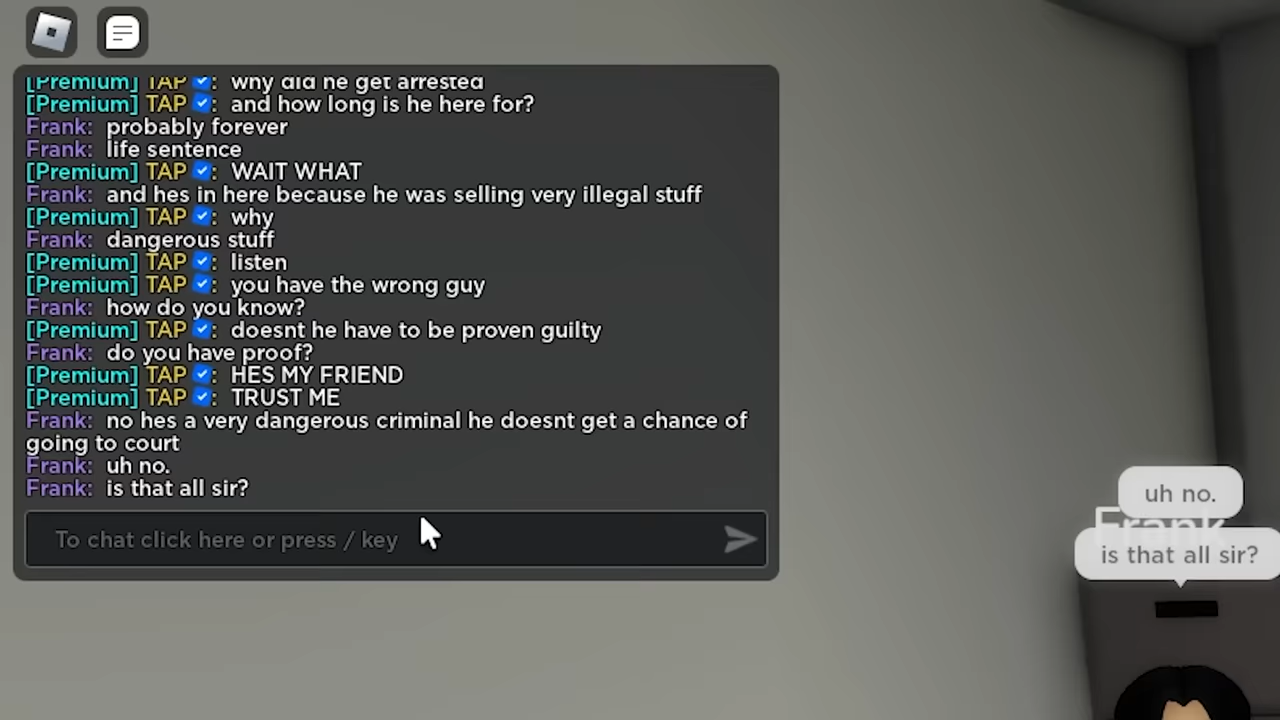 [Premium] TAP: why did he get arrested
[Premium] TAP: and how long is he here for?
Frank: probably forever
Frank: life sentence
[Premium] TAP: WAIT WHAT
Frank: and hes in here because he was selling very illegal stuff
[Premium] TAP: why
Frank: dangerous stuff
[Premium] TAP: listen
[Premium] TAP: you have the wrong guy
Frank: how do you know?
[Premium] TAP: doesnt he have to be proven guilty
Frank: do you have proof?
[Premium] TAP: HES MY FRIEND
[Premium] TAP: TRUST ME
Frank: no hes a very dangerous criminal he doesnt get a chance of
going to court
Frank: uh no.
Frank: is that all sir?
To chat click here or press / key
uh no.
Frank
is that all sir?